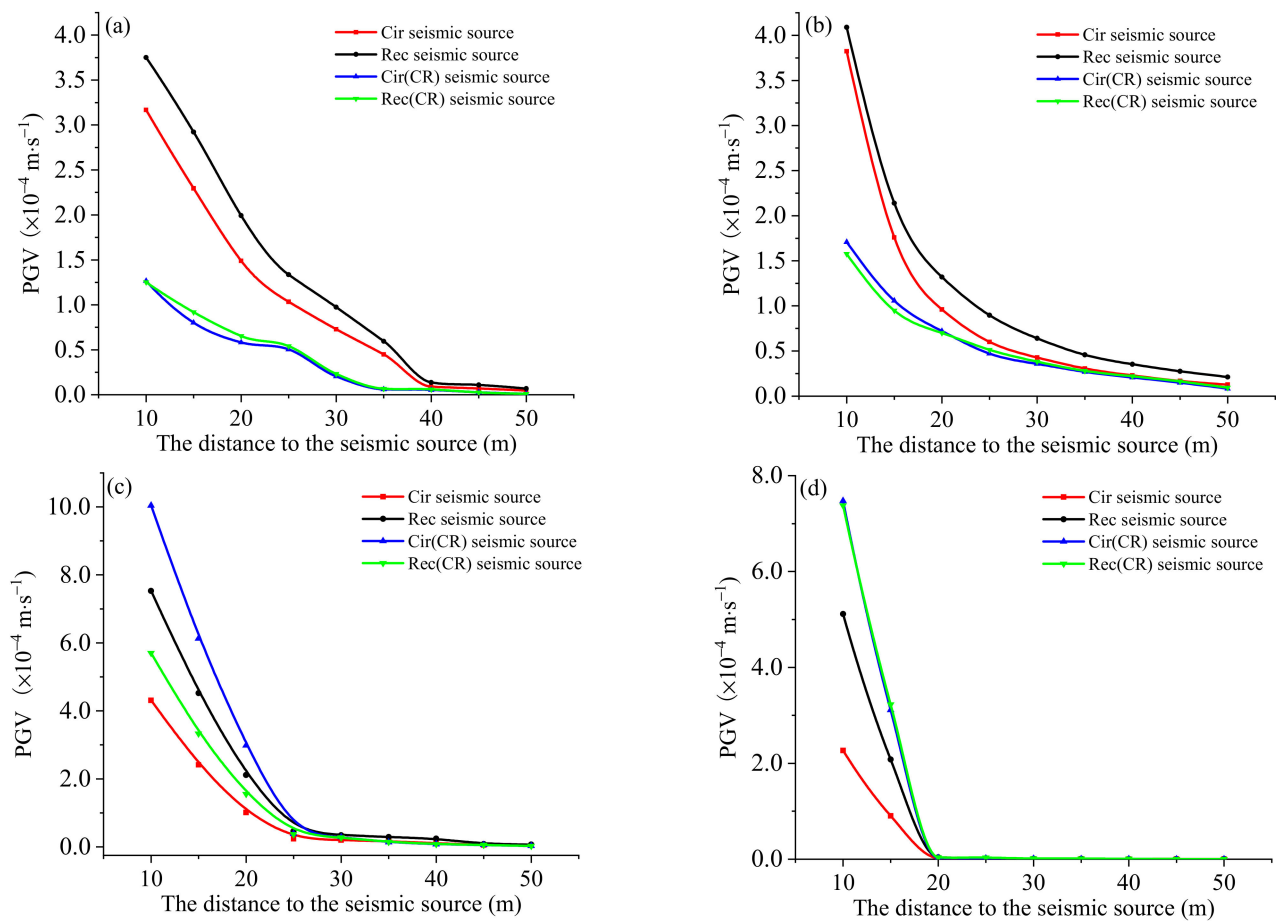 (a)
Cir seismic source
Rec seismic source
Cir(CR) seismic source
Rec(CR) seismic source
4.0
3.5
3.0
2.5
2.0
1.5
1.0
0.5
0.0
PGV (×10⁻⁴ m·s⁻¹)
10 20 30 40 50
The distance to the seismic source (m)
(b)
Cir seismic source
Rec seismic source
Cir(CR) seismic source
Rec(CR) seismic source
4.0
3.5
3.0
2.5
2.0
1.5
1.0
0.5
0.0
PGV (×10⁻⁴ m·s⁻¹)
10 20 30 40 50
The distance to the seismic source (m)
(c)
Cir seismic source
Rec seismic source
Cir(CR) seismic source
Rec(CR) seismic source
10.0
8.0
6.0
4.0
2.0
0.0
PGV (×10⁻⁴ m·s⁻¹)
10 20 30 40 50
The distance to the seismic source (m)
(d)
Cir seismic source
Rec seismic source
Cir(CR) seismic source
Rec(CR) seismic source
8.0
6.0
4.0
2.0
0.0
PGV (×10⁻⁴ m·s⁻¹)
10 20 30 40 50
The distance to the seismic source (m)